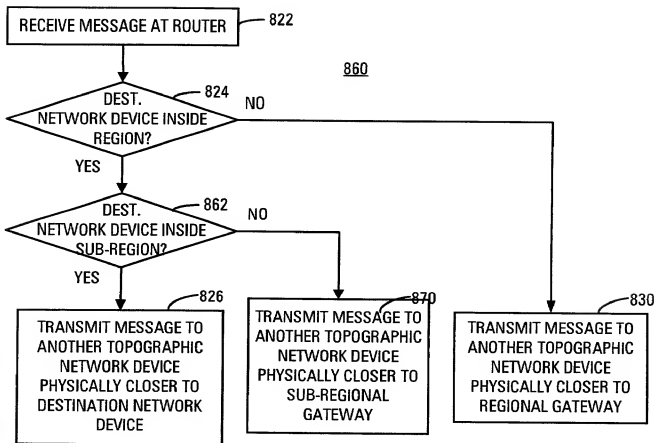 RECEIVE MESSAGE AT ROUTER
822
860
824
DEST.
NETWORK DEVICE INSIDE
REGION?
NO
YES
862
DEST.
NETWORK DEVICE INSIDE
SUB-REGION?
NO
YES
826
TRANSMIT MESSAGE TO
ANOTHER TOPOGRAPHIC
NETWORK DEVICE
PHYSICALLY CLOSER TO
DESTINATION NETWORK
DEVICE
870
TRANSMIT MESSAGE TO
ANOTHER TOPOGRAPHIC
NETWORK DEVICE
PHYSICALLY CLOSER TO
SUB-REGIONAL
GATEWAY
830
TRANSMIT MESSAGE TO
ANOTHER TOPOGRAPHIC
NETWORK DEVICE
PHYSICALLY CLOSER TO
REGIONAL GATEWAY